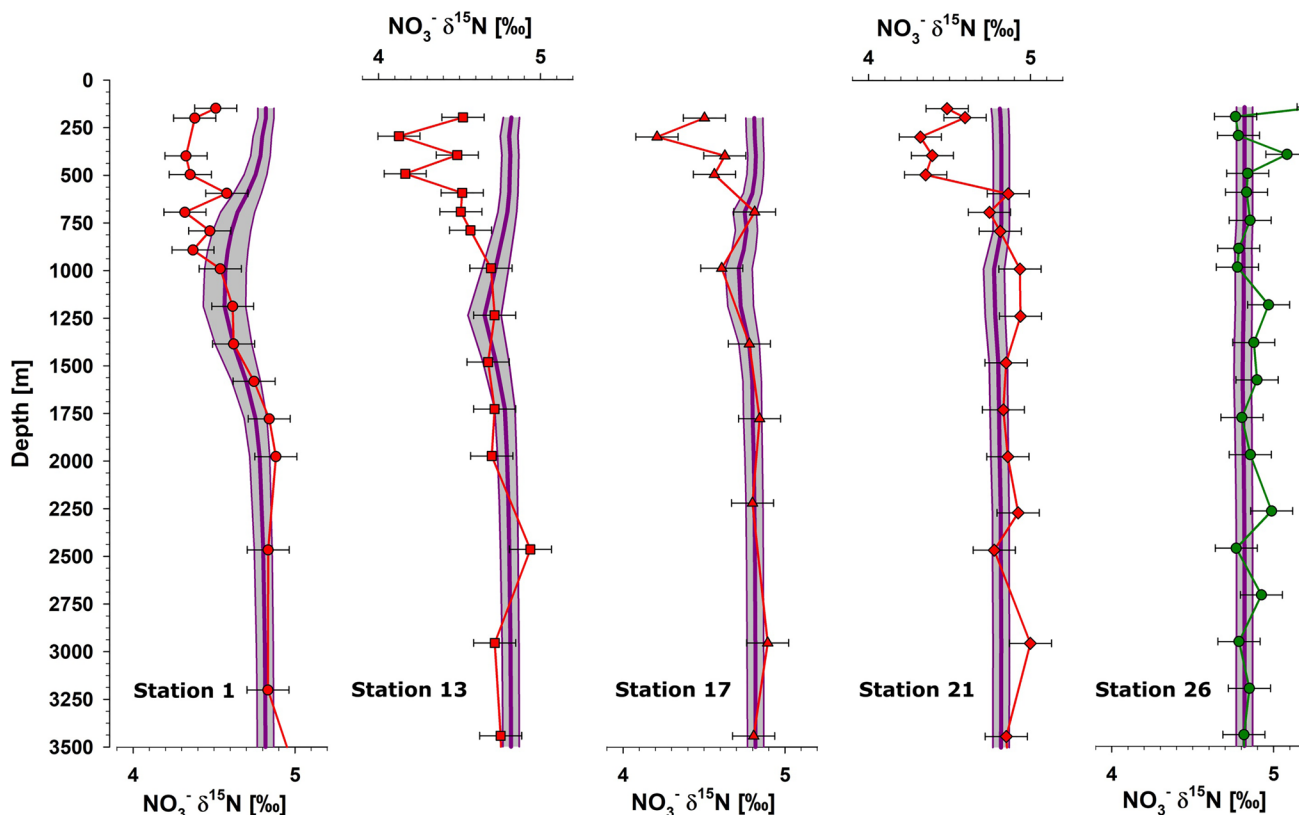 NO₃⁻ δ¹⁵N [‰]
4 5
NO₃⁻ δ¹⁵N [‰]
4 5
Depth [m]
0
250
500
750
1000
1250
1500
1750
2000
2250
2500
2750
3000
3250
3500
Station 1
Station 13
Station 17
Station 21
Station 26
4 5
NO₃⁻ δ¹⁵N [‰]
4 5
NO₃⁻ δ¹⁵N [‰]
4 5
NO₃⁻ δ¹⁵N [‰]